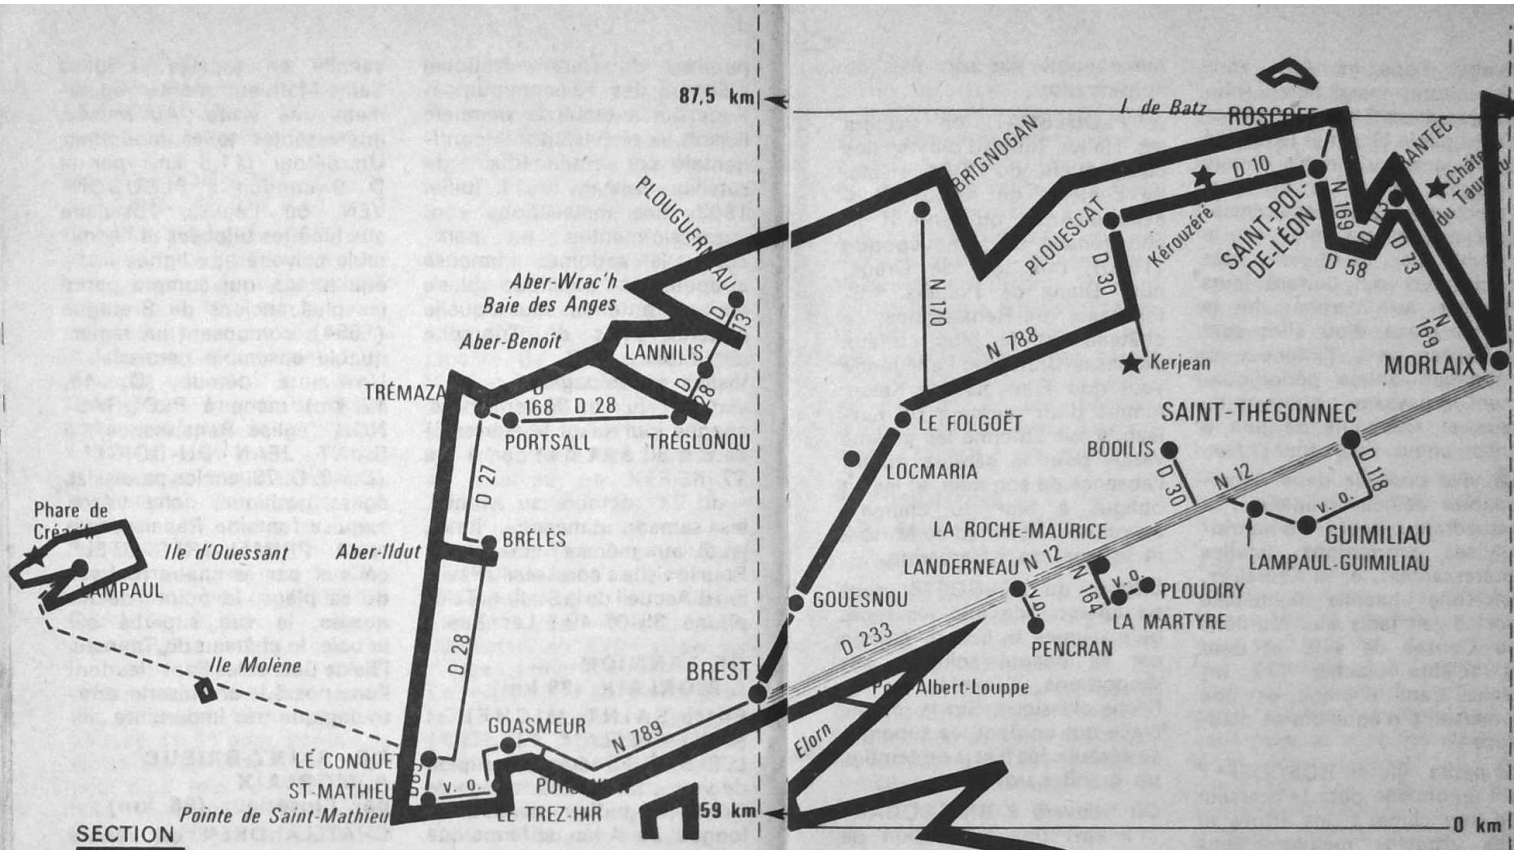 87,5 km
I. de Batz
ROSCOFF
BRIGNOGAN
PLOUGUERNEAU
D 10
N 169
D 73
Château
du Taureau
Kérouzéré
SAINT-POL-
DE-LÉON
PLOUESCAT
D 58
D 73
D 30
Aber-Wrac'h
Baie des Anges
D
13
N 170
N 169
Aber-Benoit
LANNILIS
N 788
Kerjean
MORLAIX
TRÉMAZAN
D
168
D 28
D
28
PORTSALL
TRÉGLONOU
LE FOLGOËT
SAINT-THÉGONNEC
BODILIS
LOCMARIA
D 27
D 30
N 12
D 118
v. o.
Phare de
Créac'h
Ile d'Ouessant
Aber-Ildut
BRÉLÈS
LA ROCHE-MAURICE
GUIMILIAU
LAMPAUL-GUIMILIAU
LANDERNEAU
N 12
LAMPAUL
GOUESNOU
v.o.
N 164
v. o.
PLOUDIRY
LA MARTYRE
D 233
PENCRAN
D 28
Ile Molène
BREST
Pont Albert-Louppe
GOASMEUR
N 789
Elorn
LE CONQUET
ST-MATHIEU
v. o.
Pointe de Saint-Mathieu
LE TREZ-HIR
59 km
0 km
SECTION